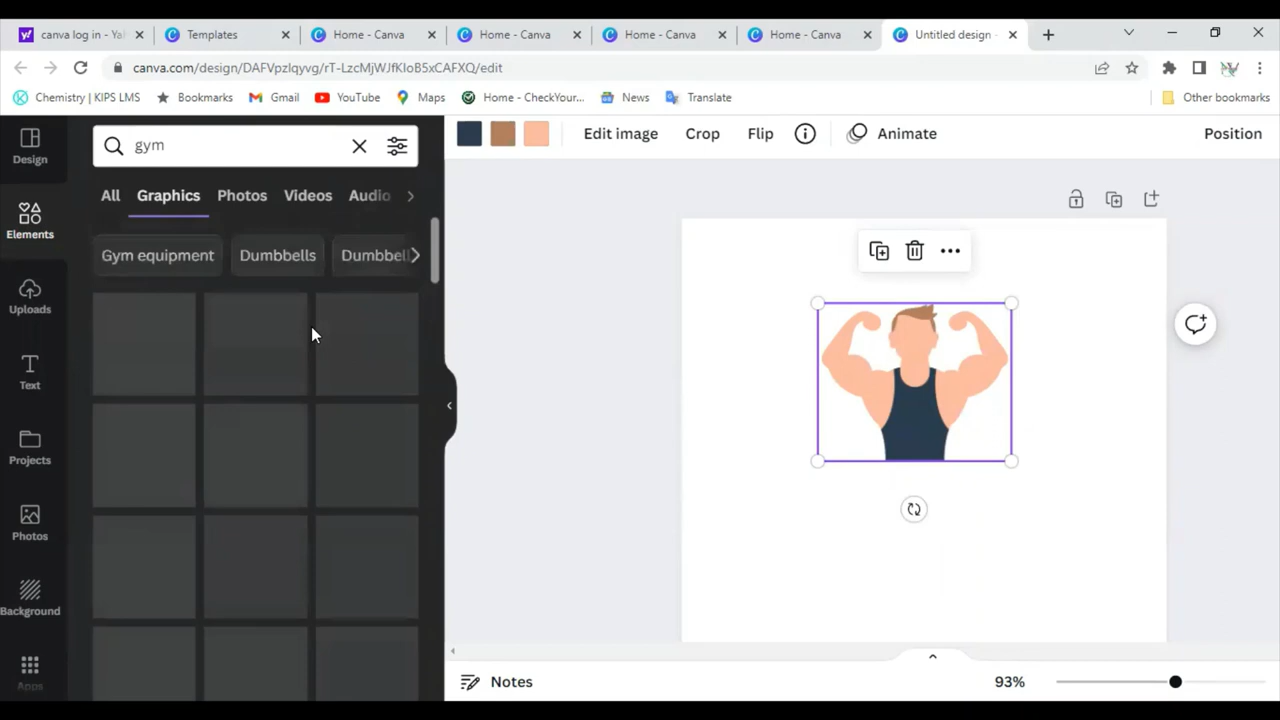 canva log in - Ya
Templates
Home - Canva
Home - Canva
Home - Canva
Home - Canva
Untitled design -
canva.com/design/DAFVpzlqyvg/rT-LzcMjWJfKIoB5xCAFXQ/edit
Chemistry | KIPS LMS
Bookmarks
Gmail
YouTube
Maps
Home - CheckYour...
News
Translate
Other bookmarks
Design
Elements
Uploads
Text
Projects
Photos
Background
Apps
gym
All
Graphics
Photos
Videos
Audio
Gym equipment
Dumbbells
Dumbbell
Edit image
Crop
Flip
Animate
Position
Notes
93%